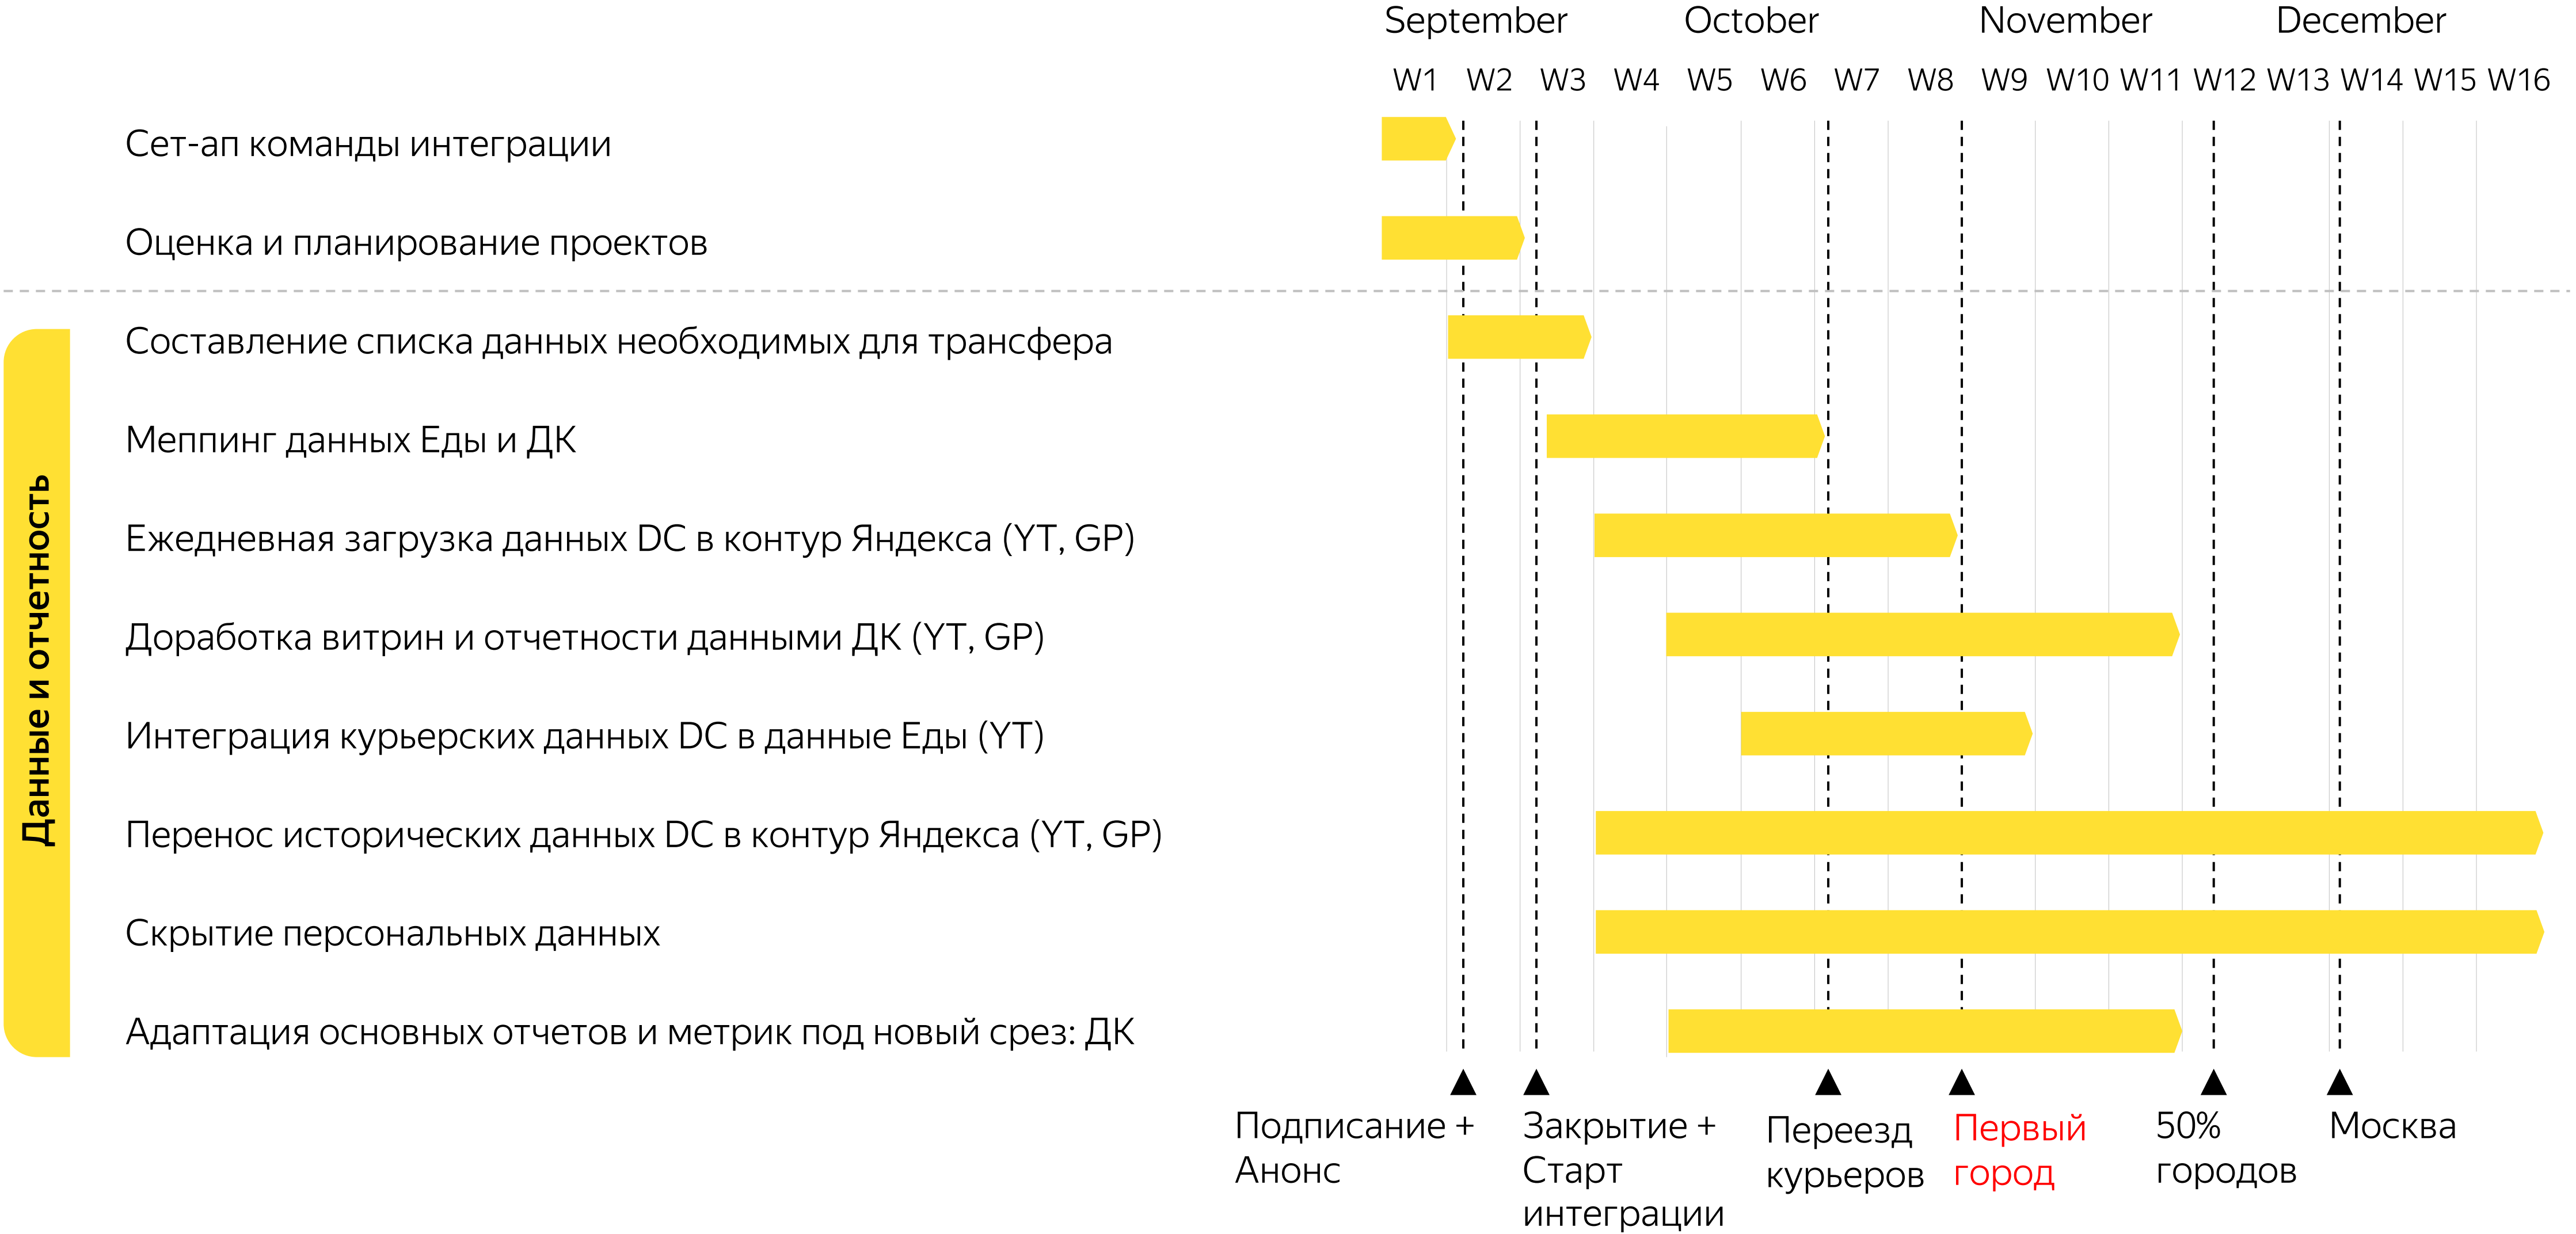 September October November December
W1 W2 W3 W4 W5 W6 W7 W8 W9 W10 W11 W12 W13 W14 W15 W16
Сет-ап команды интеграции
Оценка и планирование проектов
Данные и отчетность
Составление списка данных необходимых для трансфера
Меппинг данных Еды и ДК
Ежедневная загрузка данных DC в контур Яндекса (YT, GP)
Доработка витрин и отчетности данными ДК (YT, GP)
Интеграция курьерских данных DC в данные Еды (YT)
Перенос исторических данных DC в контур Яндекса (YT, GP)
Скрытие персональных данных
Адаптация основных отчетов и метрик под новый срез: ДК
Подписание +
Анонс
Закрытие +
Старт
интеграции
Переезд
курьеров
Первый
город
50%
городов
Москва